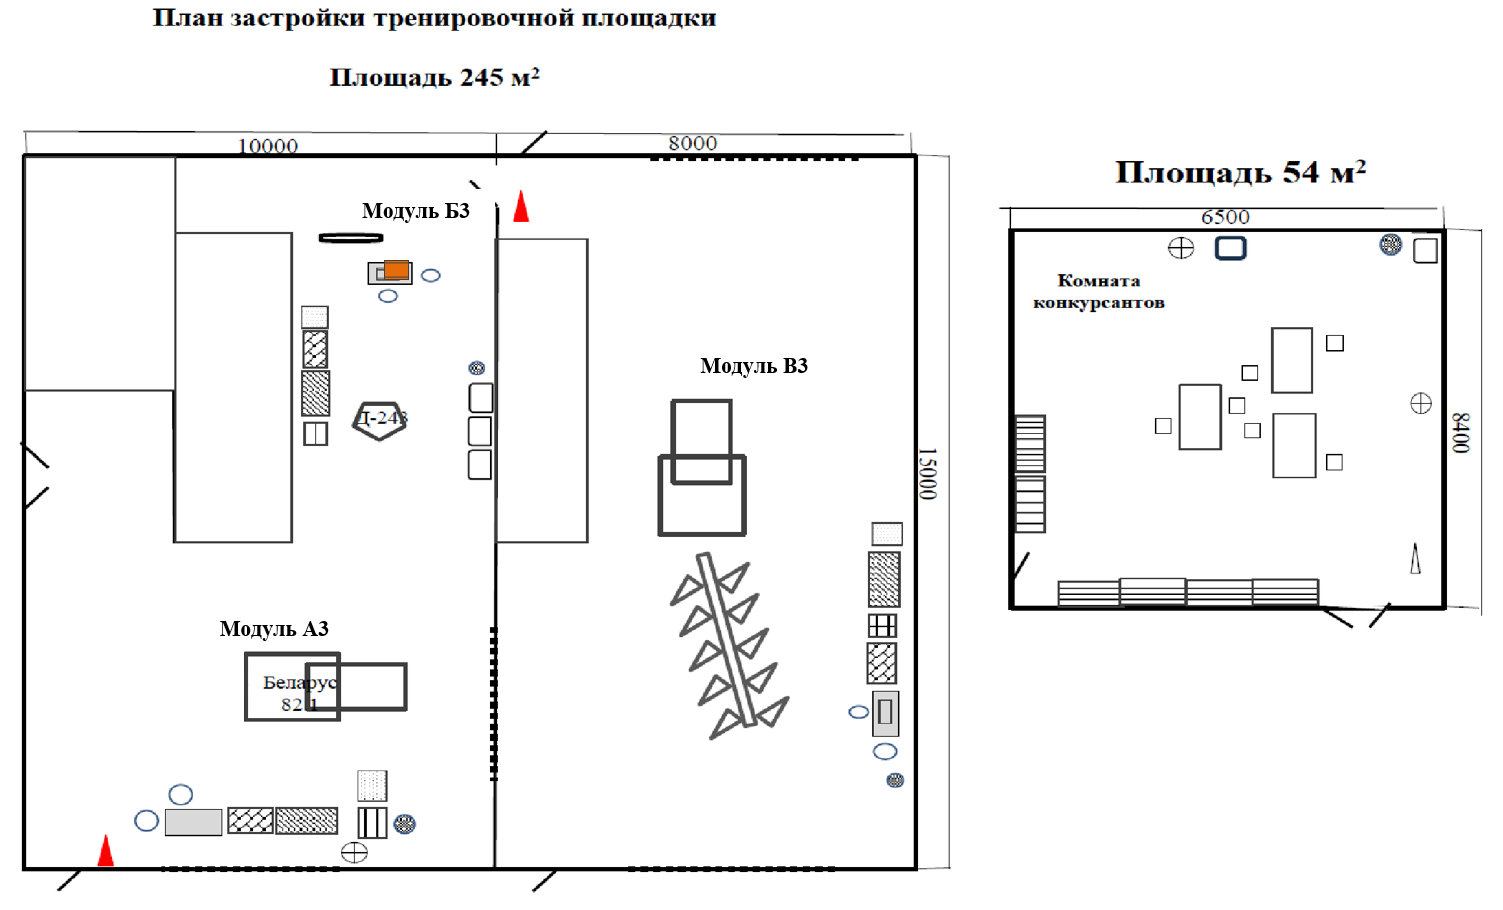 План застройки тренировочной площадки
Площадь 245 м²
10000
8000
Площадь 54 м²
6500
Модуль Б3
Комната
конкурсантов
Модуль В3
Д-243
8400
15000
Модуль А3
Беларус
82.1